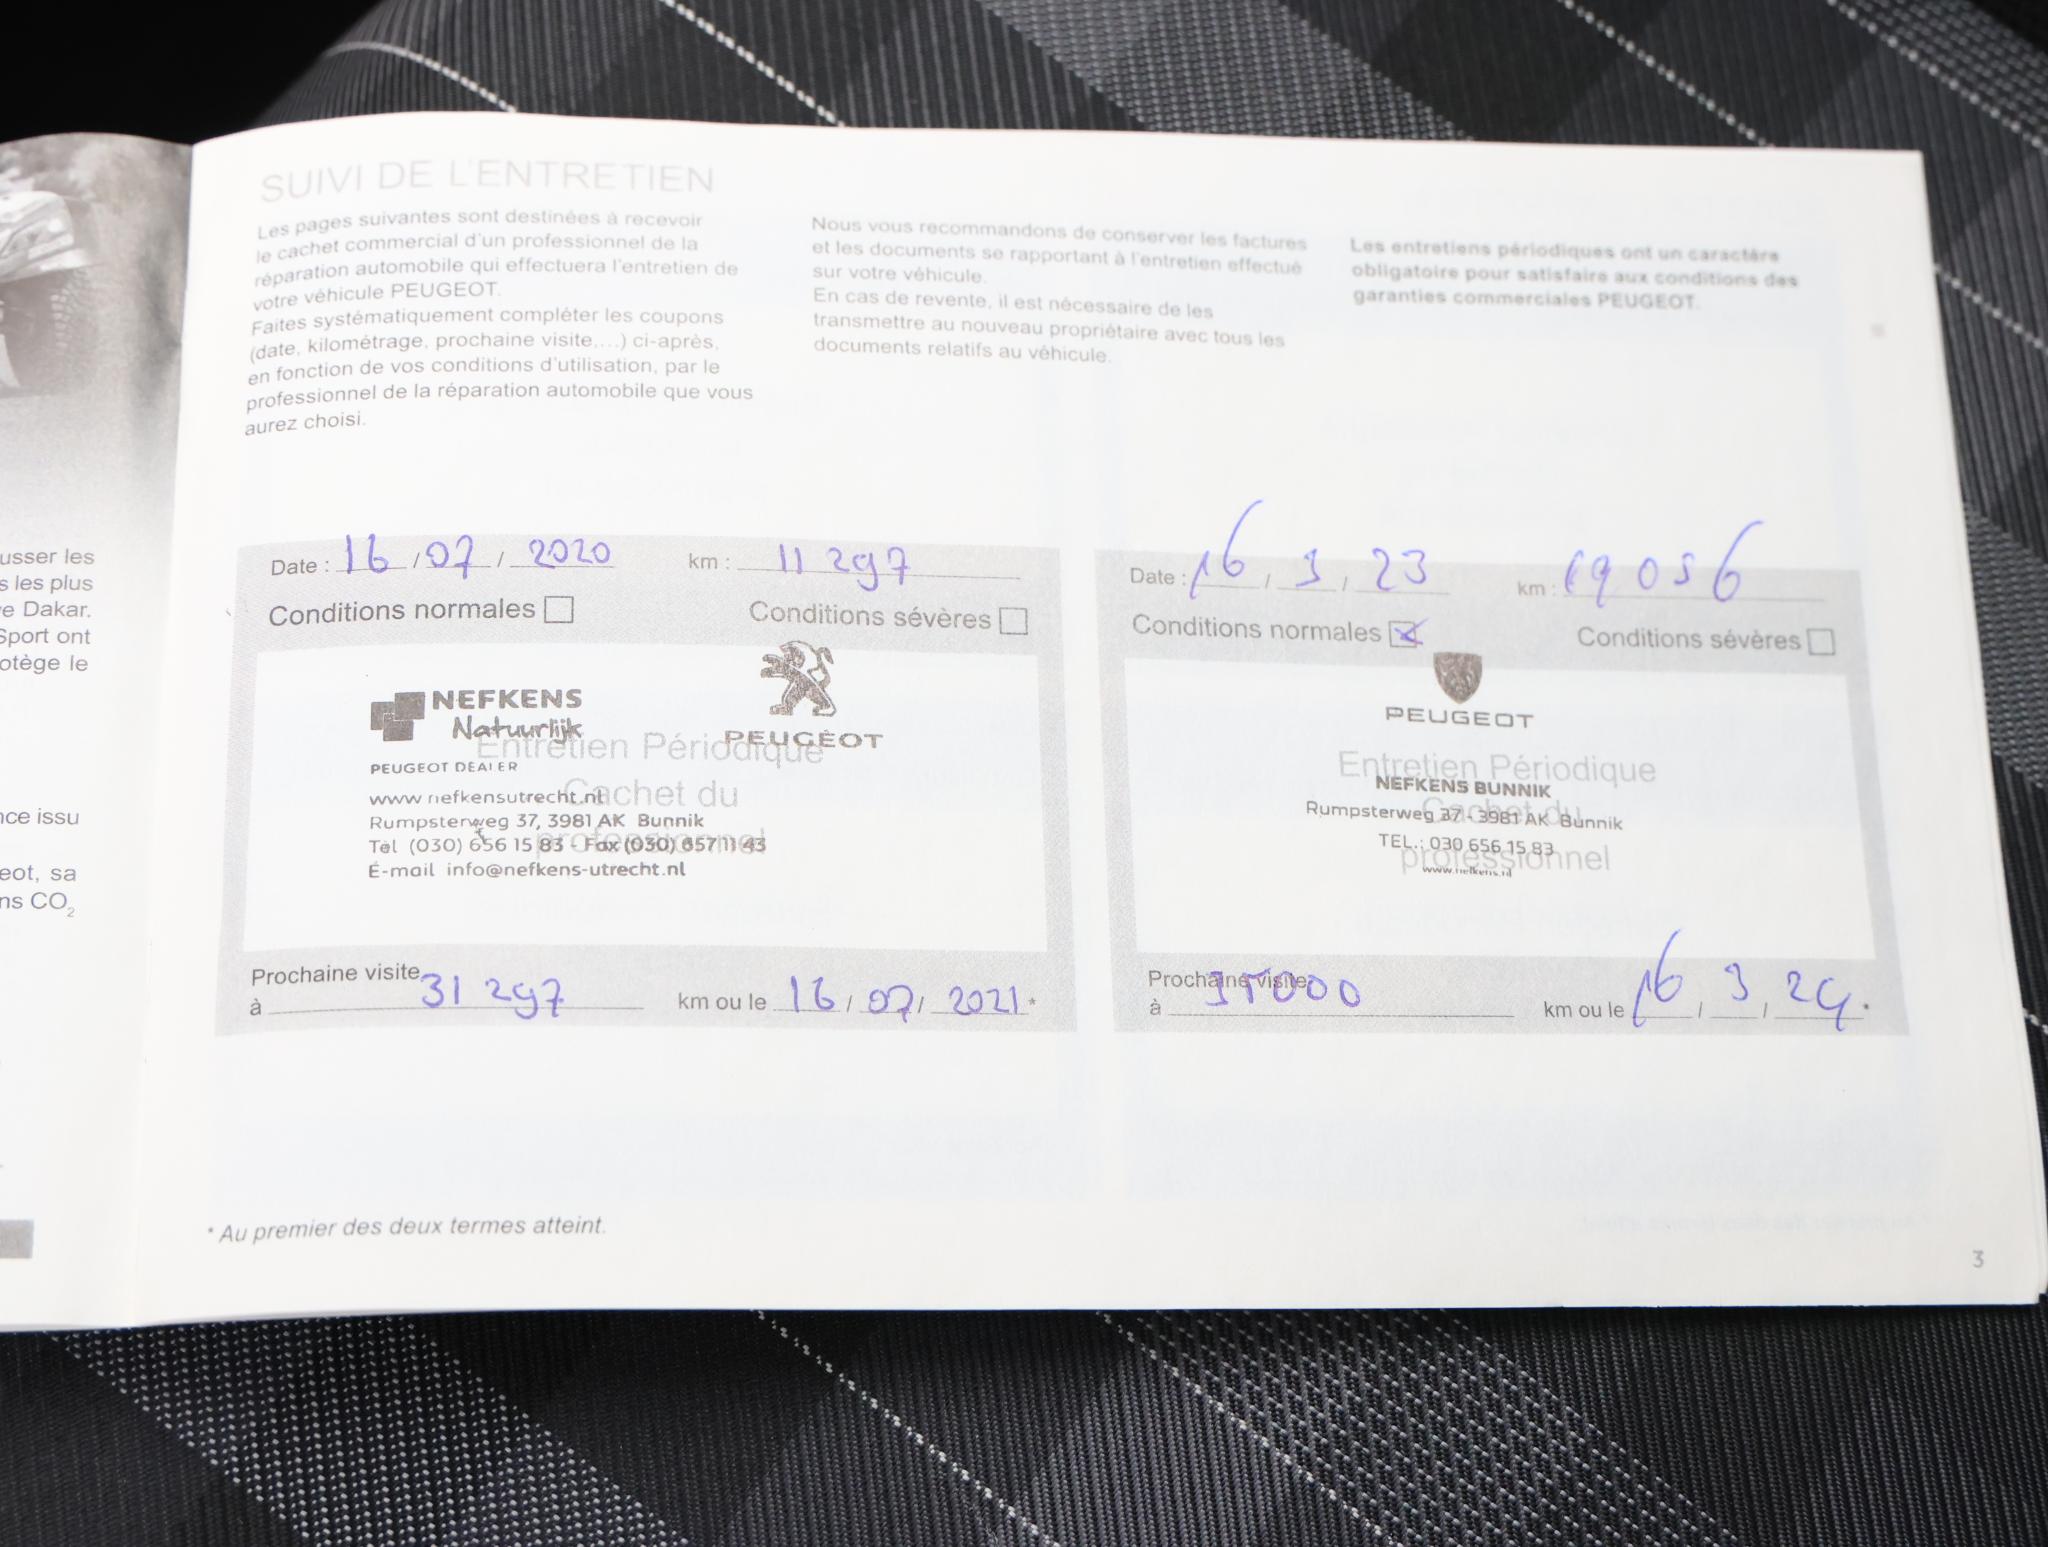 usser les
s les plus
e Dakar.
Sport ont
otège le
nce issu
eot, sa
ns CO2
SUIVI DE L'ENTRETIEN
Les pages suivantes sont destinées à recevoir
le cachet commercial d'un professionnel de la
réparation automobile qui effectuera l'entretien de
votre véhicule PEUGEOT.
Faites systématiquement compléter les coupons
(date, kilométrage, prochaine visite,...) ci-après,
en fonction de vos conditions d'utilisation, par le
professionnel de la réparation automobile que vous
aurez choisi.
Nous vous recommandons de conserver les factures
et les documents se rapportant à l'entretien effectué
sur votre véhicule.
En cas de revente, il est nécessaire de les
transmettre au nouveau propriétaire avec tous les
documents relatifs au véhicule.
Les entretiens périodiques ont un caractère
obligatoire pour satisfaire aux conditions des
garanties commerciales PEUGEOT.
Date : 16 / 07 / 2020 km : 11 297
Conditions normales Conditions sévères
NEFKENS
Natuurlijk
PEUGEOT
Entretien Périodique
PEUGEOT DEALER
Cachet du
www nefkensutrecht.nl
Rumpsterweg 37, 3981 AK Bunnik
professionnel
Tel (030) 656 15 83 - Fax (030) 657 11 43
E-mail info@nefkens-utrecht.nl
Prochaine visite
à 31 297 km ou le 16 / 07 / 2021 *
Date : 16 / 3 / 23 km : 19 056
Conditions normales Conditions sévères
PEUGEOT
Entretien Périodique
NEFKENS BUNNIK
Cachet du
Rumpsterweg 37 - 3981 AK Bunnik
TEL.: 030 656 15 83
professionnel
www.nefkens.nl
Prochaine visite
à 35000 km ou le 16 / 3 / 24 *
* Au premier des deux termes atteint.
3